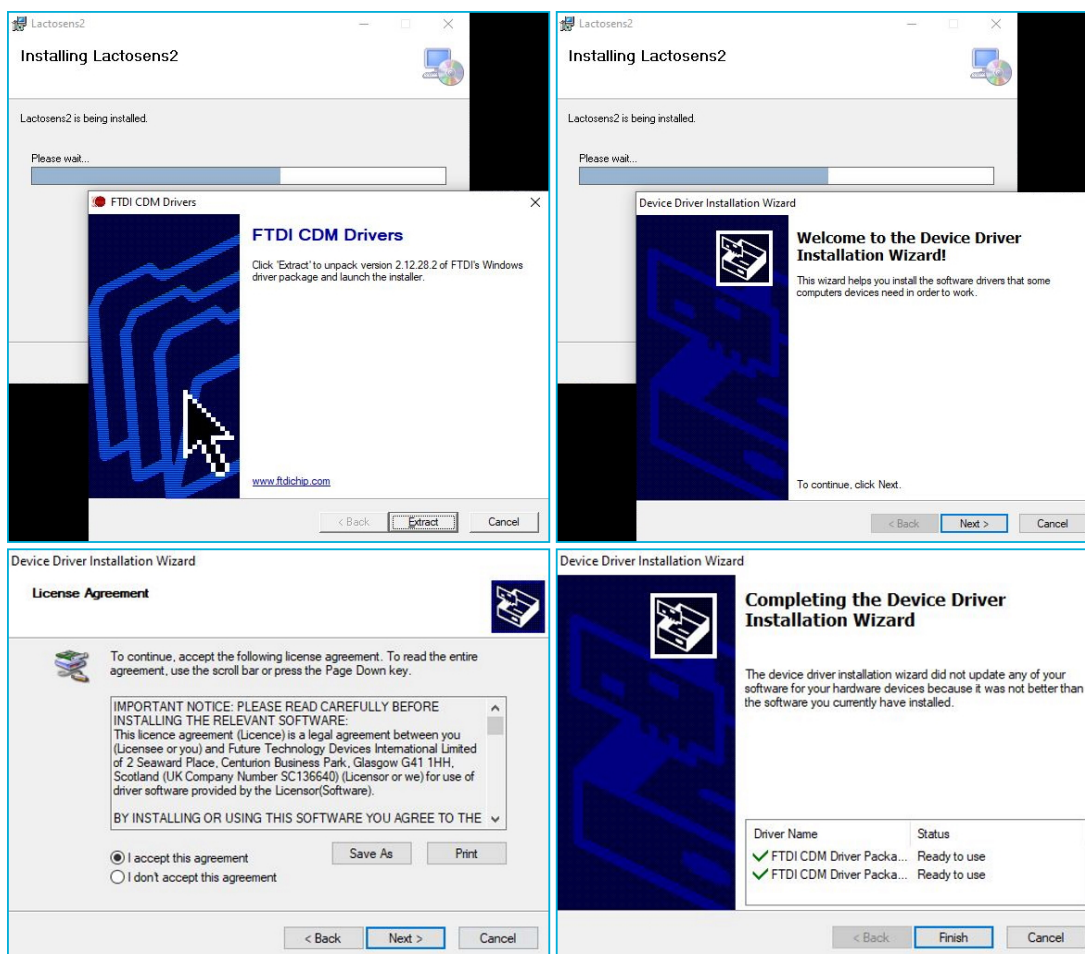 Lactosens2
Installing Lactosens2
Lactosens2 is being installed.
Please wait...
FTDI CDM Drivers
FTDI CDM Drivers
Click 'Extract' to unpack version 2.12.28.2 of FTDI's Windows
driver package and launch the installer.
www.ftdichip.com
< Back
Extract
Cancel
Lactosens2
Installing Lactosens2
Lactosens2 is being installed.
Please wait...
Device Driver Installation Wizard
Welcome to the Device Driver
Installation Wizard!
This wizard helps you install the software drivers that some
computers devices need in order to work.
To continue, click Next.
< Back
Next >
Cancel
Device Driver Installation Wizard
License Agreement
To continue, accept the following license agreement. To read the entire
agreement, use the scroll bar or press the Page Down key.
IMPORTANT NOTICE: PLEASE READ CAREFULLY BEFORE
INSTALLING THE RELEVANT SOFTWARE:
This licence agreement (Licence) is a legal agreement between you
(Licensee or you) and Future Technology Devices International Limited
of 2 Seaward Place, Centurion Business Park, Glasgow G41 1HH,
Scotland (UK Company Number SC136640) (Licensor or we) for use of
driver software provided by the Licensor(Software).
BY INSTALLING OR USING THIS SOFTWARE YOU AGREE TO THE
I accept this agreement
Save As
Print
I don't accept this agreement
< Back
Next >
Cancel
Device Driver Installation Wizard
Completing the Device Driver
Installation Wizard
The device driver installation wizard did not update any of your
software for your hardware devices because it was not better than
the software you currently have installed.
Driver Name Status
FTDI CDM Driver Packa... Ready to use
FTDI CDM Driver Packa... Ready to use
< Back
Finish
Cancel